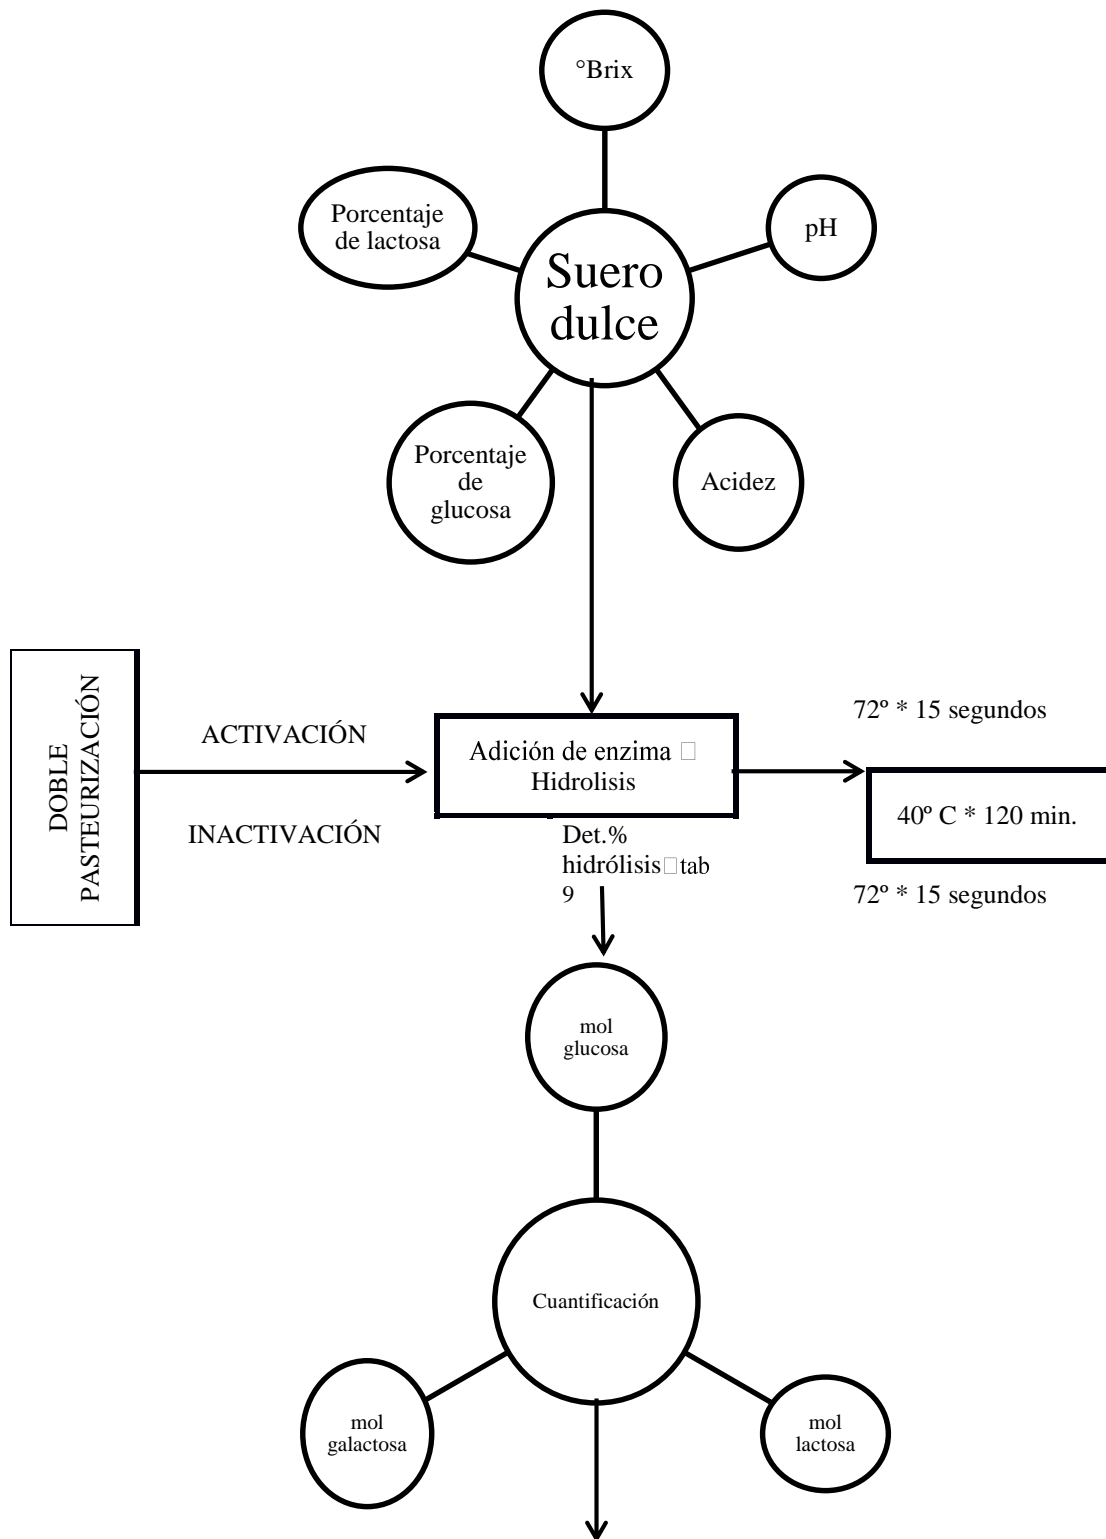 °Brix
Porcentaje
de lactosa
pH
Suero
dulce
Porcentaje
de
glucosa
Acidez
DOBLE
PASTEURIZACIÓN
ACTIVACIÓN
INACTIVACIÓN
Adición de enzima □
Hidrolisis
72º * 15 segundos
40º C * 120 min.
72º * 15 segundos
Det.%
hidrólisis□tab
9
mol
glucosa
Cuantificación
mol
galactosa
mol
lactosa